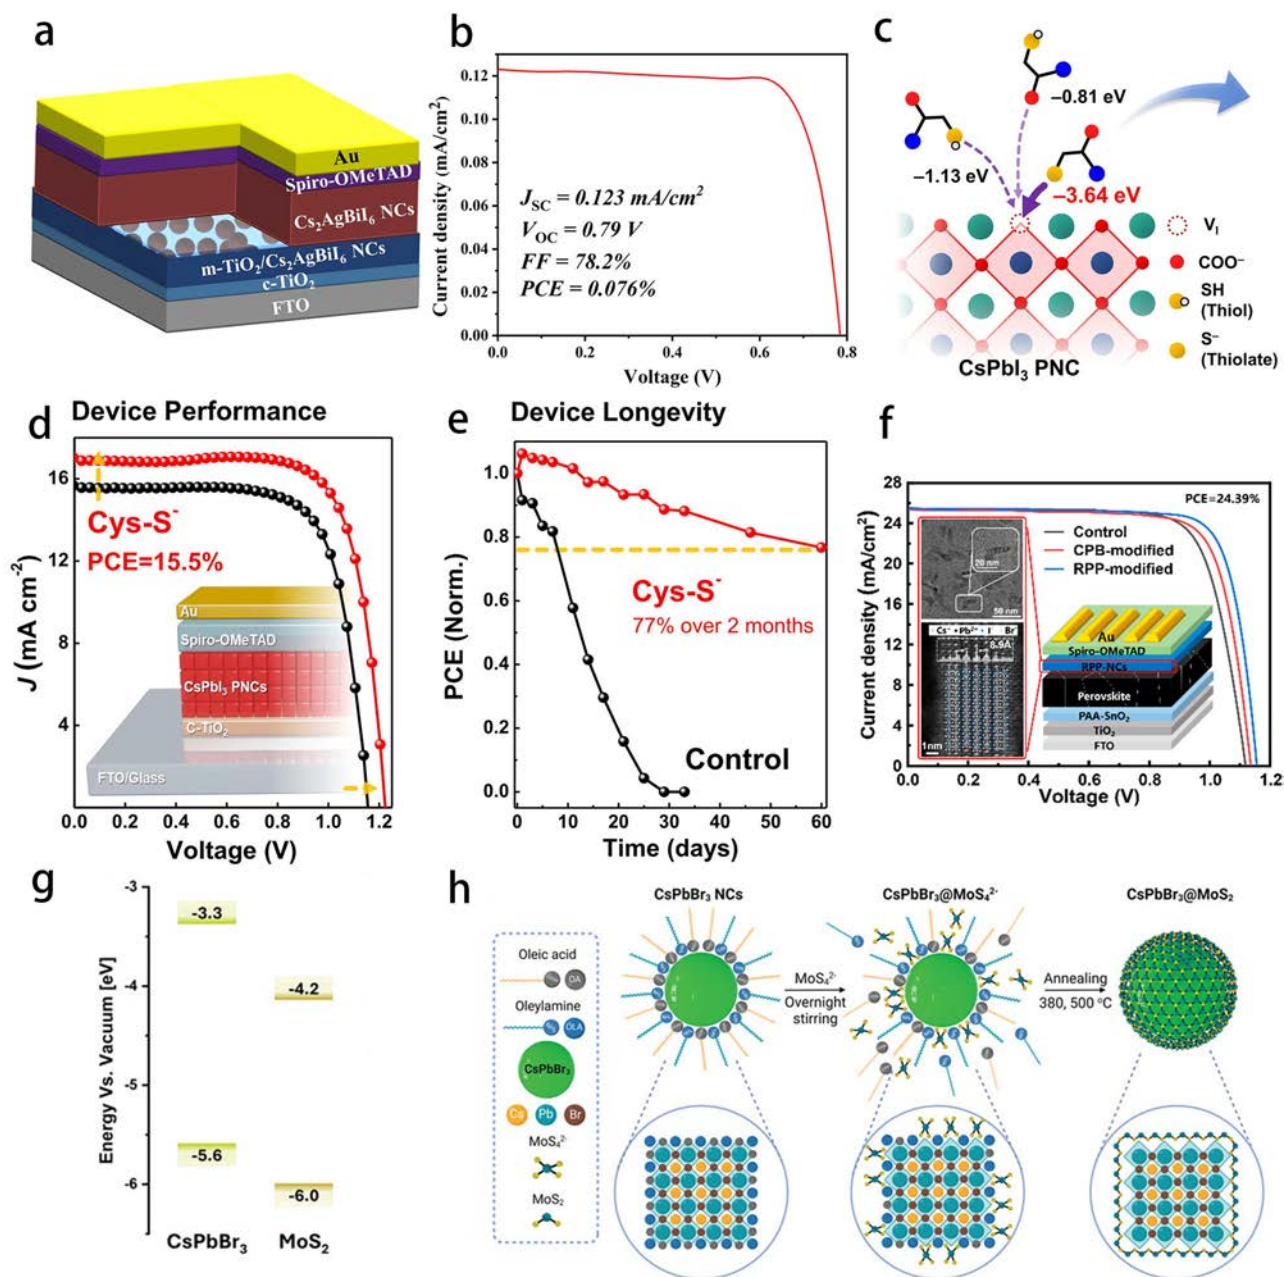 a
Au
Spiro-OMeTAD
Cs₂AgBiI₆ NCs
m-TiO₂/Cs₂AgBiI₆ NCs
c-TiO₂
FTO
b
Current density (mA/cm²)
0.12
0.10
0.08
0.06
0.04
0.02
0.00
J_SC = 0.123 mA/cm²
V_OC = 0.79 V
FF = 78.2%
PCE = 0.076%
0.0 0.2 0.4 0.6 0.8
Voltage (V)
c
−0.81 eV
−1.13 eV
−3.64 eV
V_I
COO⁻
SH
(Thiol)
S⁻
(Thiolate)
CsPbI₃ PNC
Device Performance
d
J (mA cm⁻²)
16
12
8
4
Cys-S⁻
PCE=15.5%
Au
Spiro-OMeTAD
CsPbI₃ PNCs
C-TiO₂
FTO/Glass
0.0 0.2 0.4 0.6 0.8 1.0 1.2
Voltage (V)
Device Longevity
e
PCE (Norm.)
1.0
0.8
0.6
0.4
0.2
0.0
Cys-S⁻
77% over 2 months
Control
0 10 20 30 40 50 60
Time (days)
f
Current density (mA/cm²)
28
24
20
16
12
8
4
0
PCE=24.39%
Control
CPB-modified
RPP-modified
20 nm
50 nm
8.9Å
1nm
Au
Spiro-OMeTAD
RPP-NCs
Perovskite
PAA-SnO₂
TiO₂
FTO
0.0 0.2 0.4 0.6 0.8 1.0 1.2
Voltage (V)
g
Energy Vs. Vacuum [eV]
-3
-4
-5
-6
-3.3
-4.2
-5.6
-6.0
CsPbBr₃ MoS₂
h
Oleic acid
OA
Oleylamine
OLA
CsPbBr₃
Cs Pb Br
MoS₄²⁻
MoS₂
CsPbBr₃ NCs
MoS₄²⁻
Overnight
stirring
CsPbBr₃@MoS₄²⁻
Annealing
380, 500 °C
CsPbBr₃@MoS₂